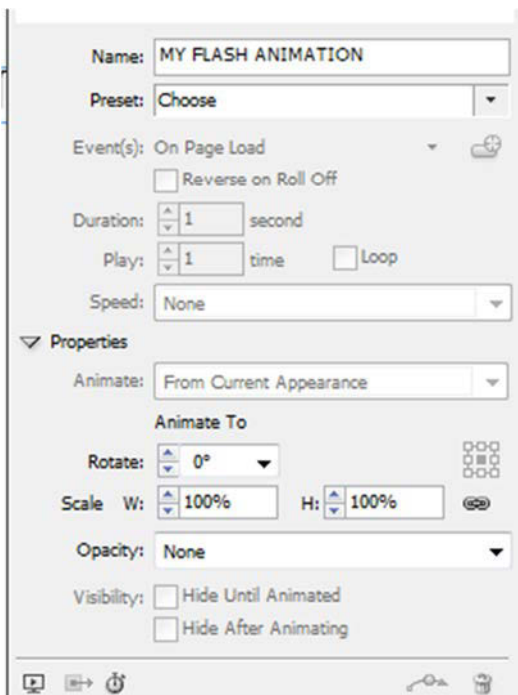 Name: MY FLASH ANIMATION
Preset: Choose
Event(s): On Page Load
Reverse on Roll Off
Duration: 1 second
Play: 1 time Loop
Speed: None
Properties
Animate: From Current Appearance
Animate To
Rotate: 0°
Scale W: 100% H: 100%
Opacity: None
Visibility: Hide Until Animated
Hide After Animating